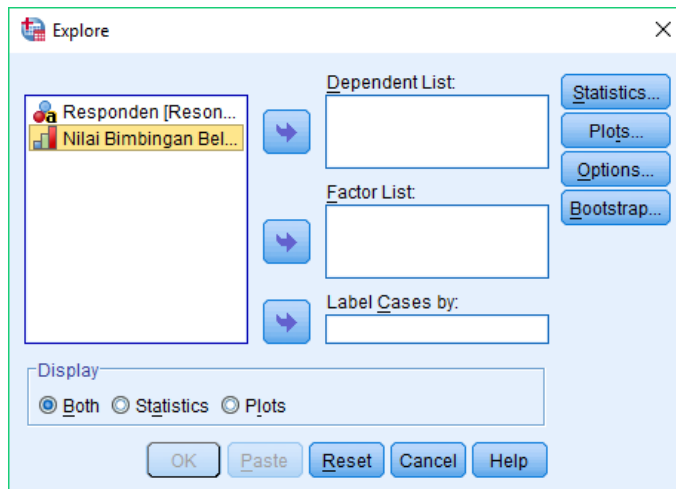 Explore
Responden [Reson...
Nilai Bimbingan Bel...
Dependent List:
Factor List:
Label Cases by:
Statistics...
Plots...
Options...
Bootstrap...
Display
Both
Statistics
Plots
OK
Paste
Reset
Cancel
Help